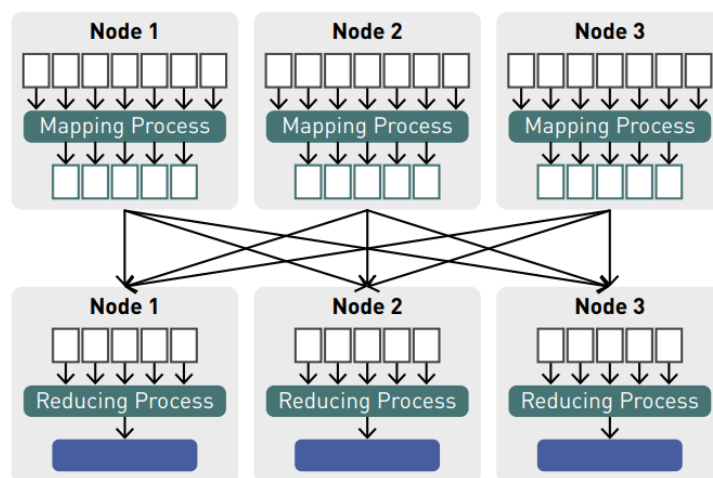 Node 1
Node 2
Node 3
Mapping Process
Mapping Process
Mapping Process
Node 1
Node 2
Node 3
Reducing Process
Reducing Process
Reducing Process